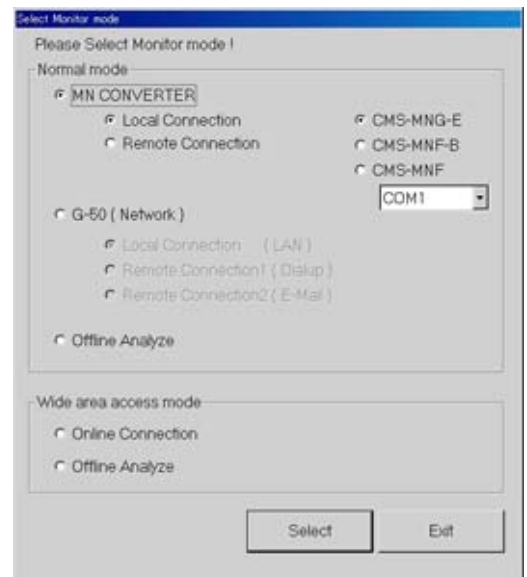 Select Monitor mode
Please Select Monitor mode !
Normal mode
MN CONVERTER
Local Connection
CMS-MNG-E
Remote Connection
CMS-MNF-B
CMS-MNF
COM1
G-50 ( Network )
Local Connection ( LAN )
Remote Connection1 ( Dialup )
Remote Connection2 ( E-Mail )
Offline Analyze
Wide area access mode
Online Connection
Offline Analyze
Select Exit